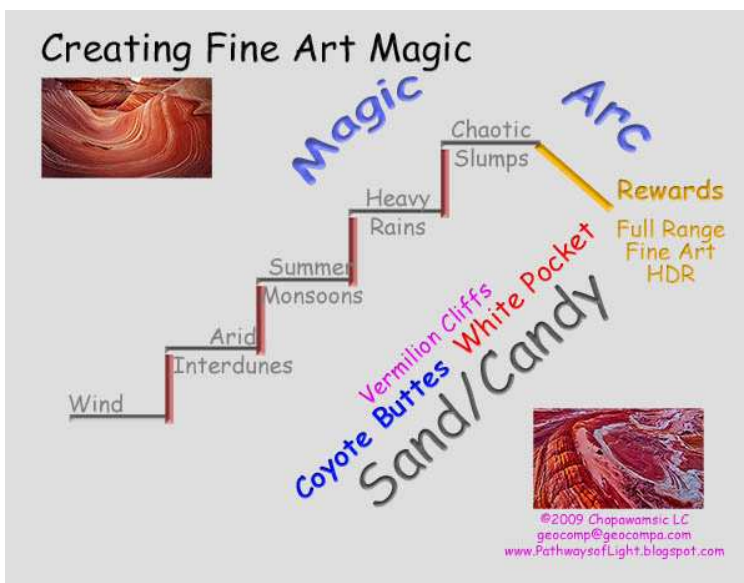 Creating Fine Art Magic
Magic
Arc
Chaotic
Slumps
Heavy
Rains
Summer
Monsoons
Arid
Interdunes
Wind
Rewards
Full Range
Fine Art
HDR
Vermilion Cliffs
White Pocket
Coyote Buttes
Sand/Candy
©2009 Chopawamsic LC
geocomp@geocompa.com
www.PathwaysofLight.blogspot.com